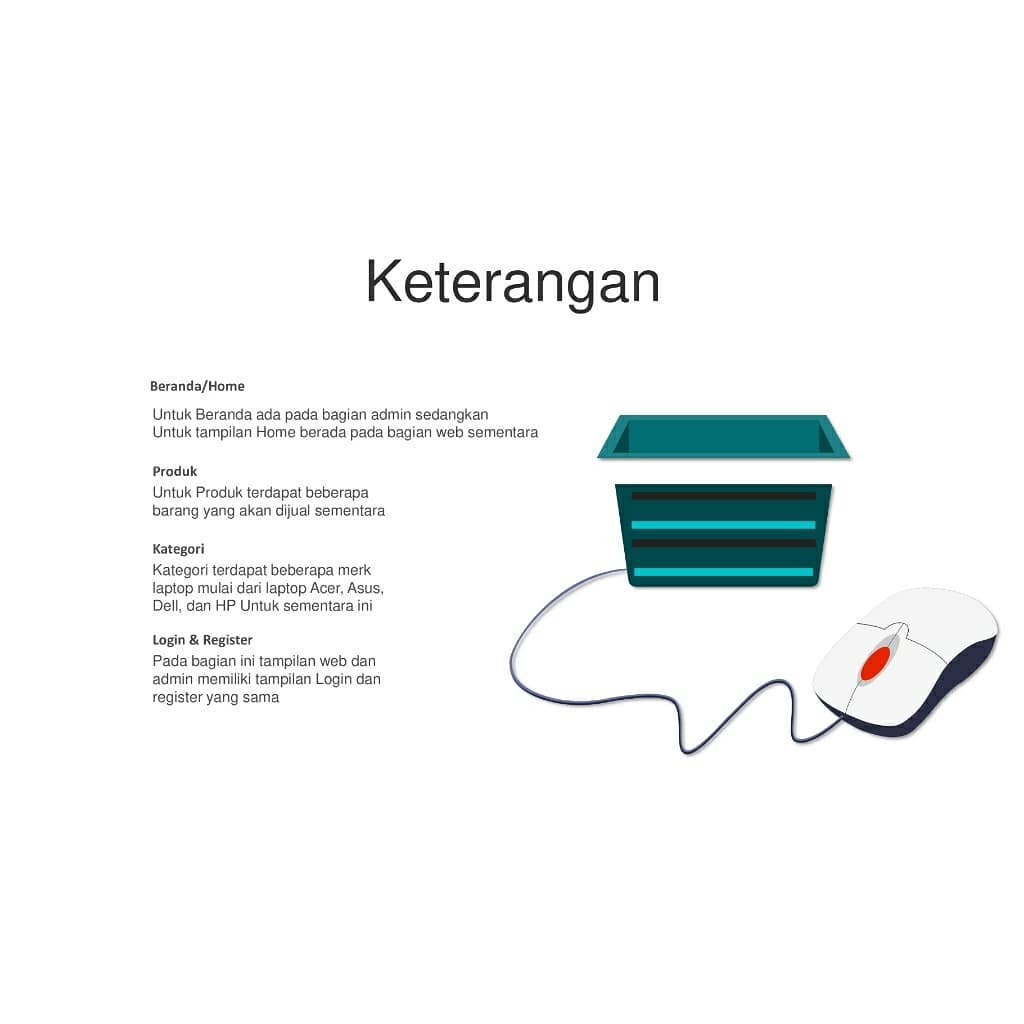 Keterangan
Beranda/Home
Untuk Beranda ada pada bagian admin sedangkan
Untuk tampilan Home berada pada bagian web sementara
Produk
Untuk Produk terdapat beberapa
barang yang akan dijual sementara
Kategori
Kategori terdapat beberapa merk
laptop mulai dari laptop Acer, Asus,
Dell, dan HP Untuk sementara ini
Login & Register
Pada bagian ini tampilan web dan
admin memiliki tampilan Login dan
register yang sama